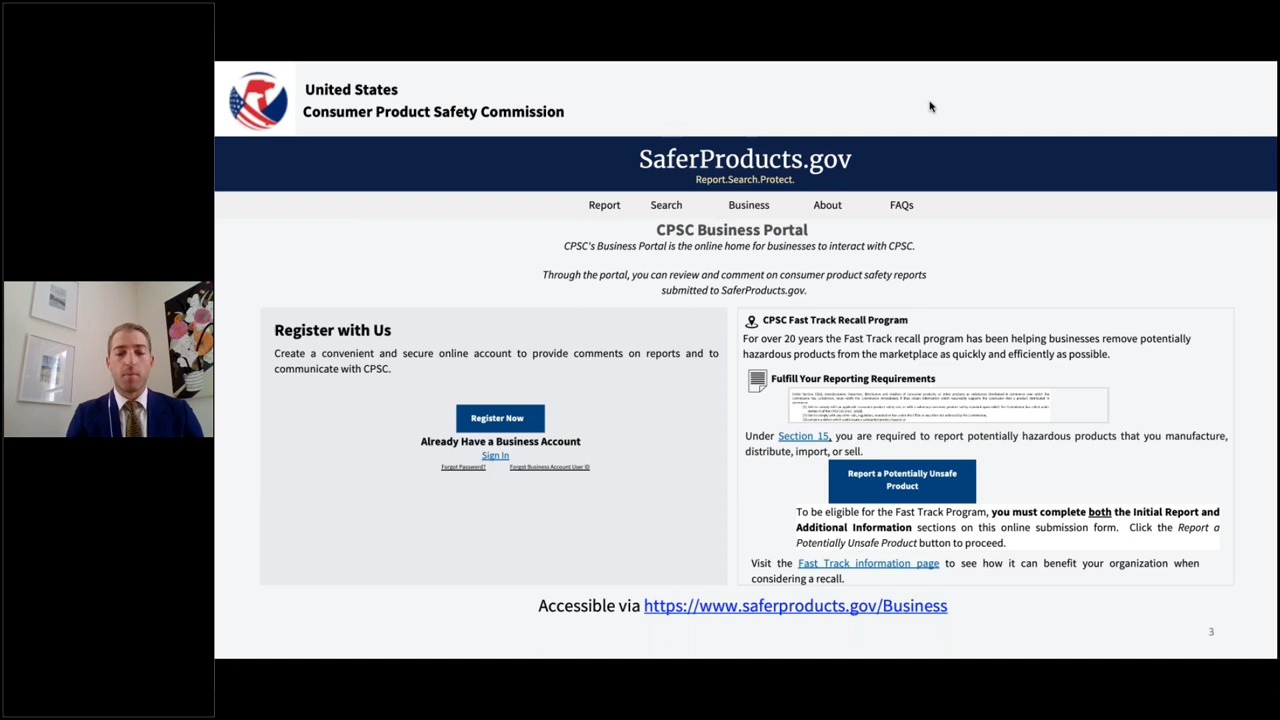 United States
Consumer Product Safety Commission
SaferProducts.gov
Report.Search.Protect.
Report Search Business About FAQs
CPSC Business Portal
CPSC's Business Portal is the online home for businesses to interact with CPSC.
Through the portal, you can review and comment on consumer product safety reports
submitted to SaferProducts.gov.
Register with Us
Create a convenient and secure online account to provide comments on reports and to
communicate with CPSC.
Register Now
Already Have a Business Account
Sign In
Forgot Password? Forgot Business Account User ID
CPSC Fast Track Recall Program
For over 20 years the Fast Track recall program has been helping businesses remove potentially
hazardous products from the marketplace as quickly and efficiently as possible.
Fulfill Your Reporting Requirements
Under Section 15, you are required to report potentially hazardous products that you manufacture,
distribute, import, or sell.
Report a Potentially Unsafe
Product
To be eligible for the Fast Track Program, you must complete both the Initial Report and
Additional Information sections on this online submission form. Click the Report a
Potentially Unsafe Product button to proceed.
Visit the Fast Track information page to see how it can benefit your organization when
considering a recall.
Accessible via https://www.saferproducts.gov/Business
3